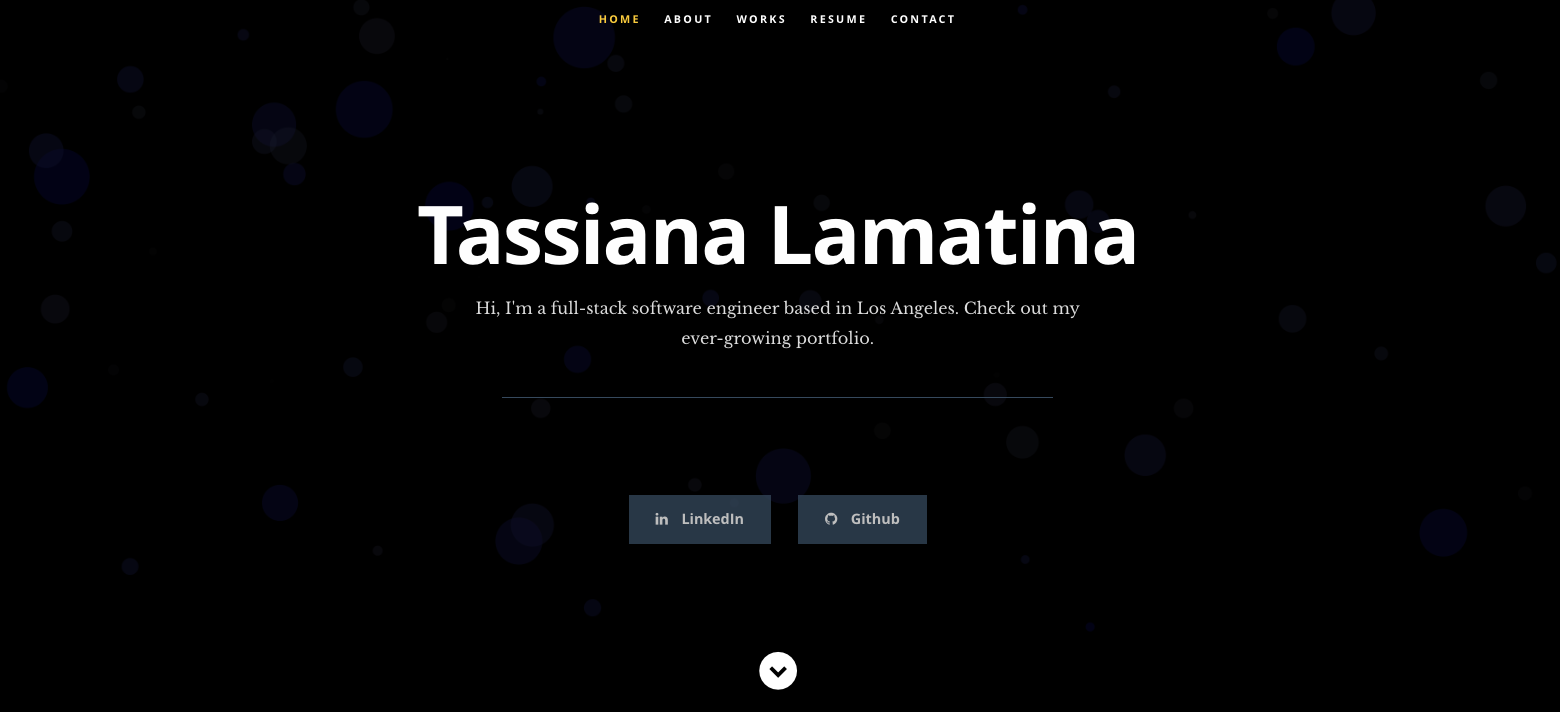 HOME ABOUT WORKS RESUME CONTACT
Tassiana Lamatina
Hi, I'm a full-stack software engineer based in Los Angeles. Check out my
ever-growing portfolio.
LinkedIn Github